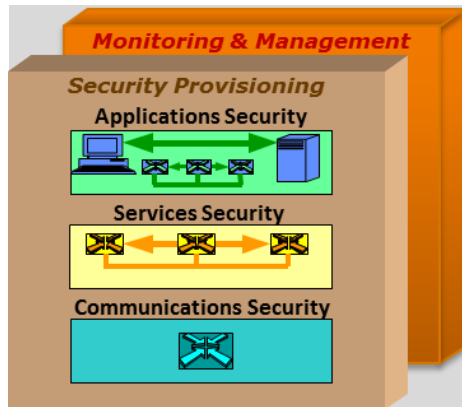 Monitoring & Management
Security Provisioning
Applications Security
Services Security
Communications Security